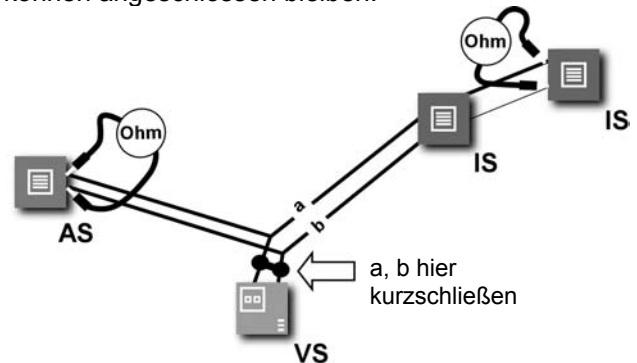 können angeschlossen bleiben.
Ohm
Ohm
IS
IS
AS
a
b
a, b hier
kurzschließen
VS